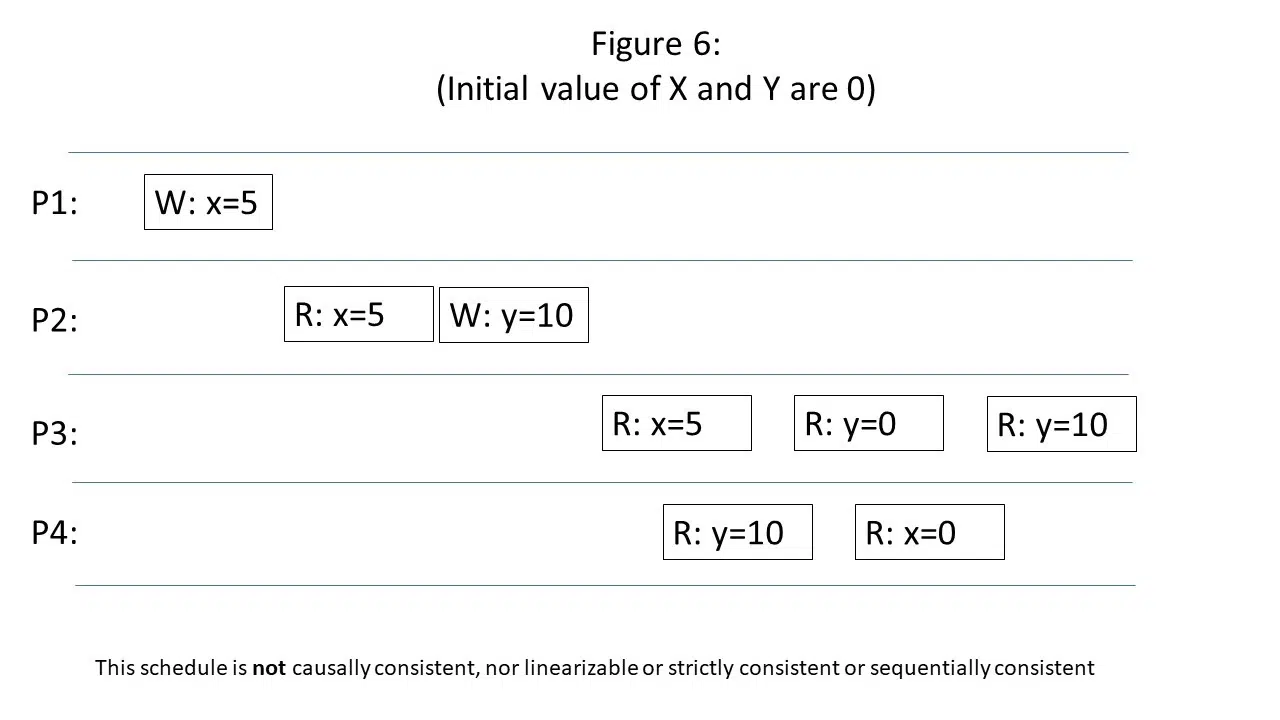 Figure 6:
(Initial value of X and Y are 0)
P1: W: x=5
P2: R: x=5 W: y=10
P3: R: x=5 R: y=0 R: y=10
P4: R: y=10 R: x=0
This schedule is not causally consistent, nor linearizable or strictly consistent or sequentially consistent